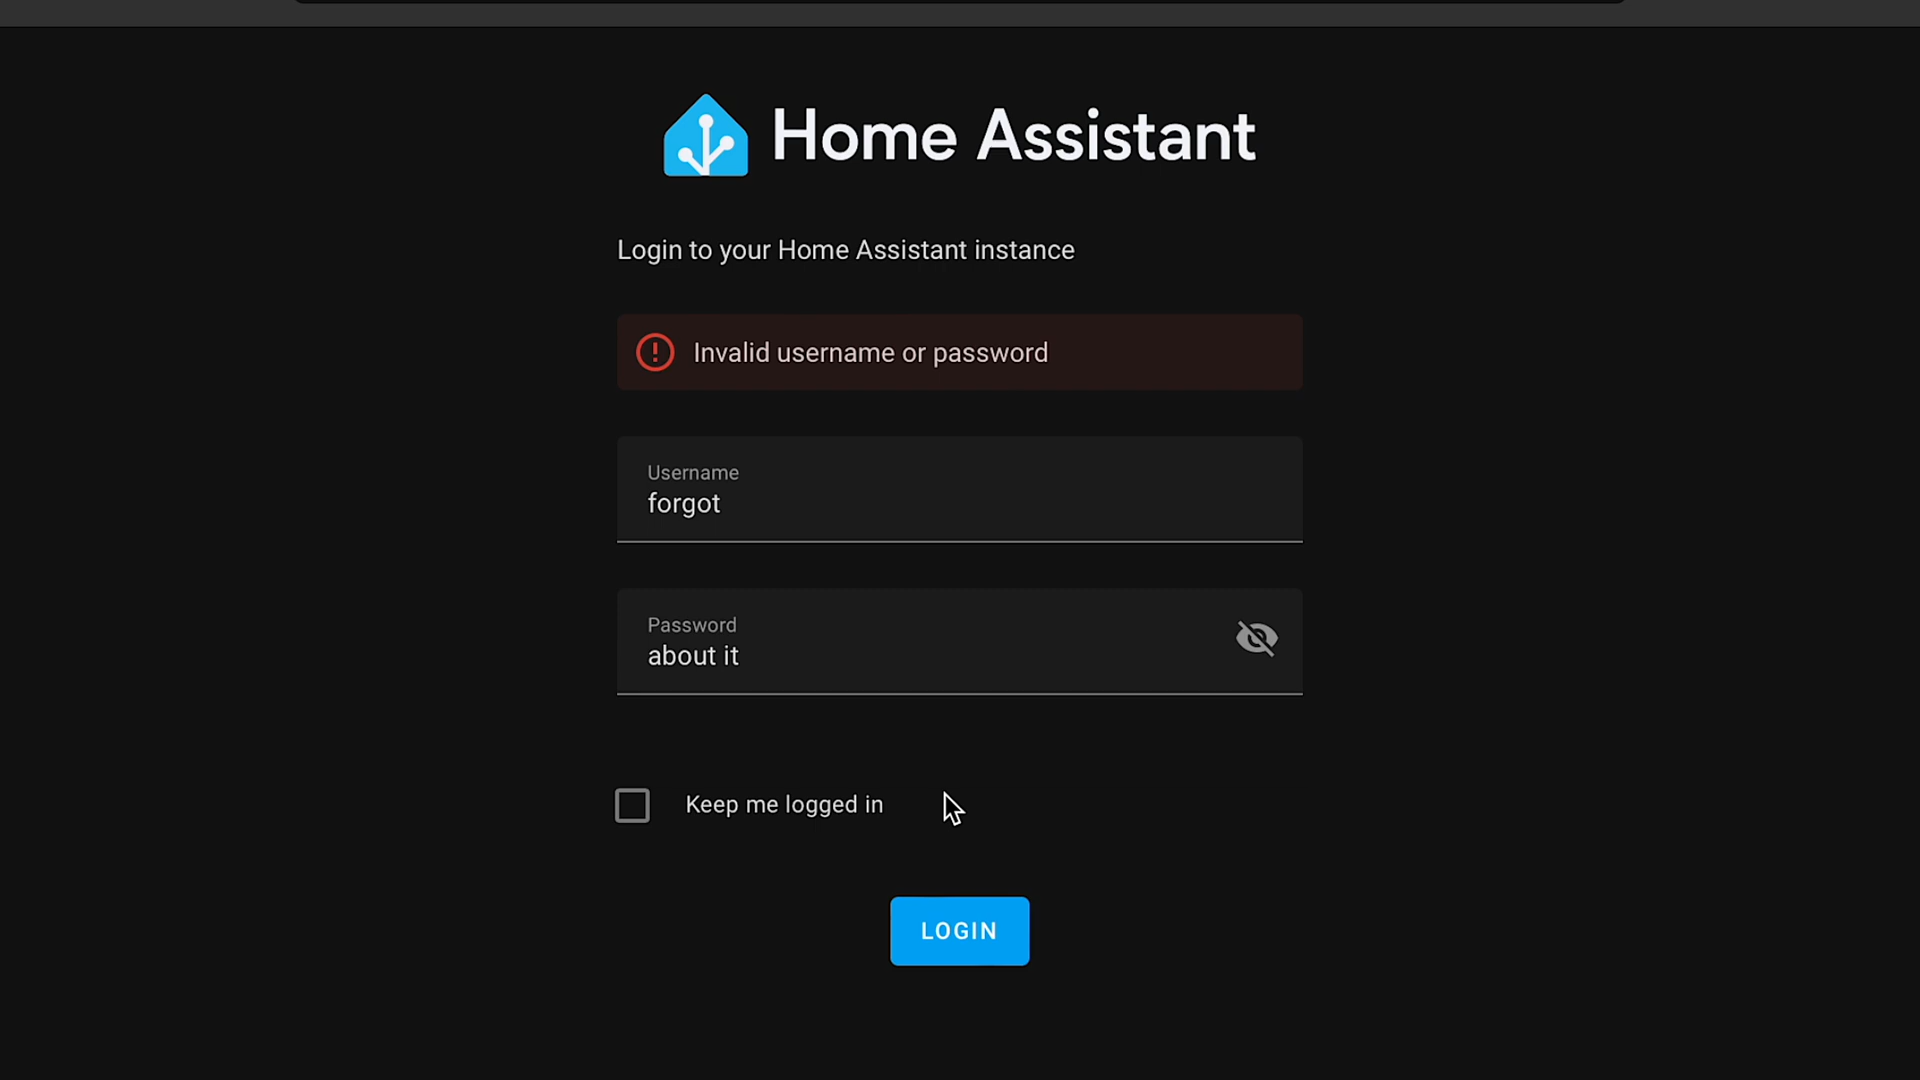 Home Assistant
Login to your Home Assistant instance
Invalid username or password
Username
forgot
Password
about it
Keep me logged in
LOGIN